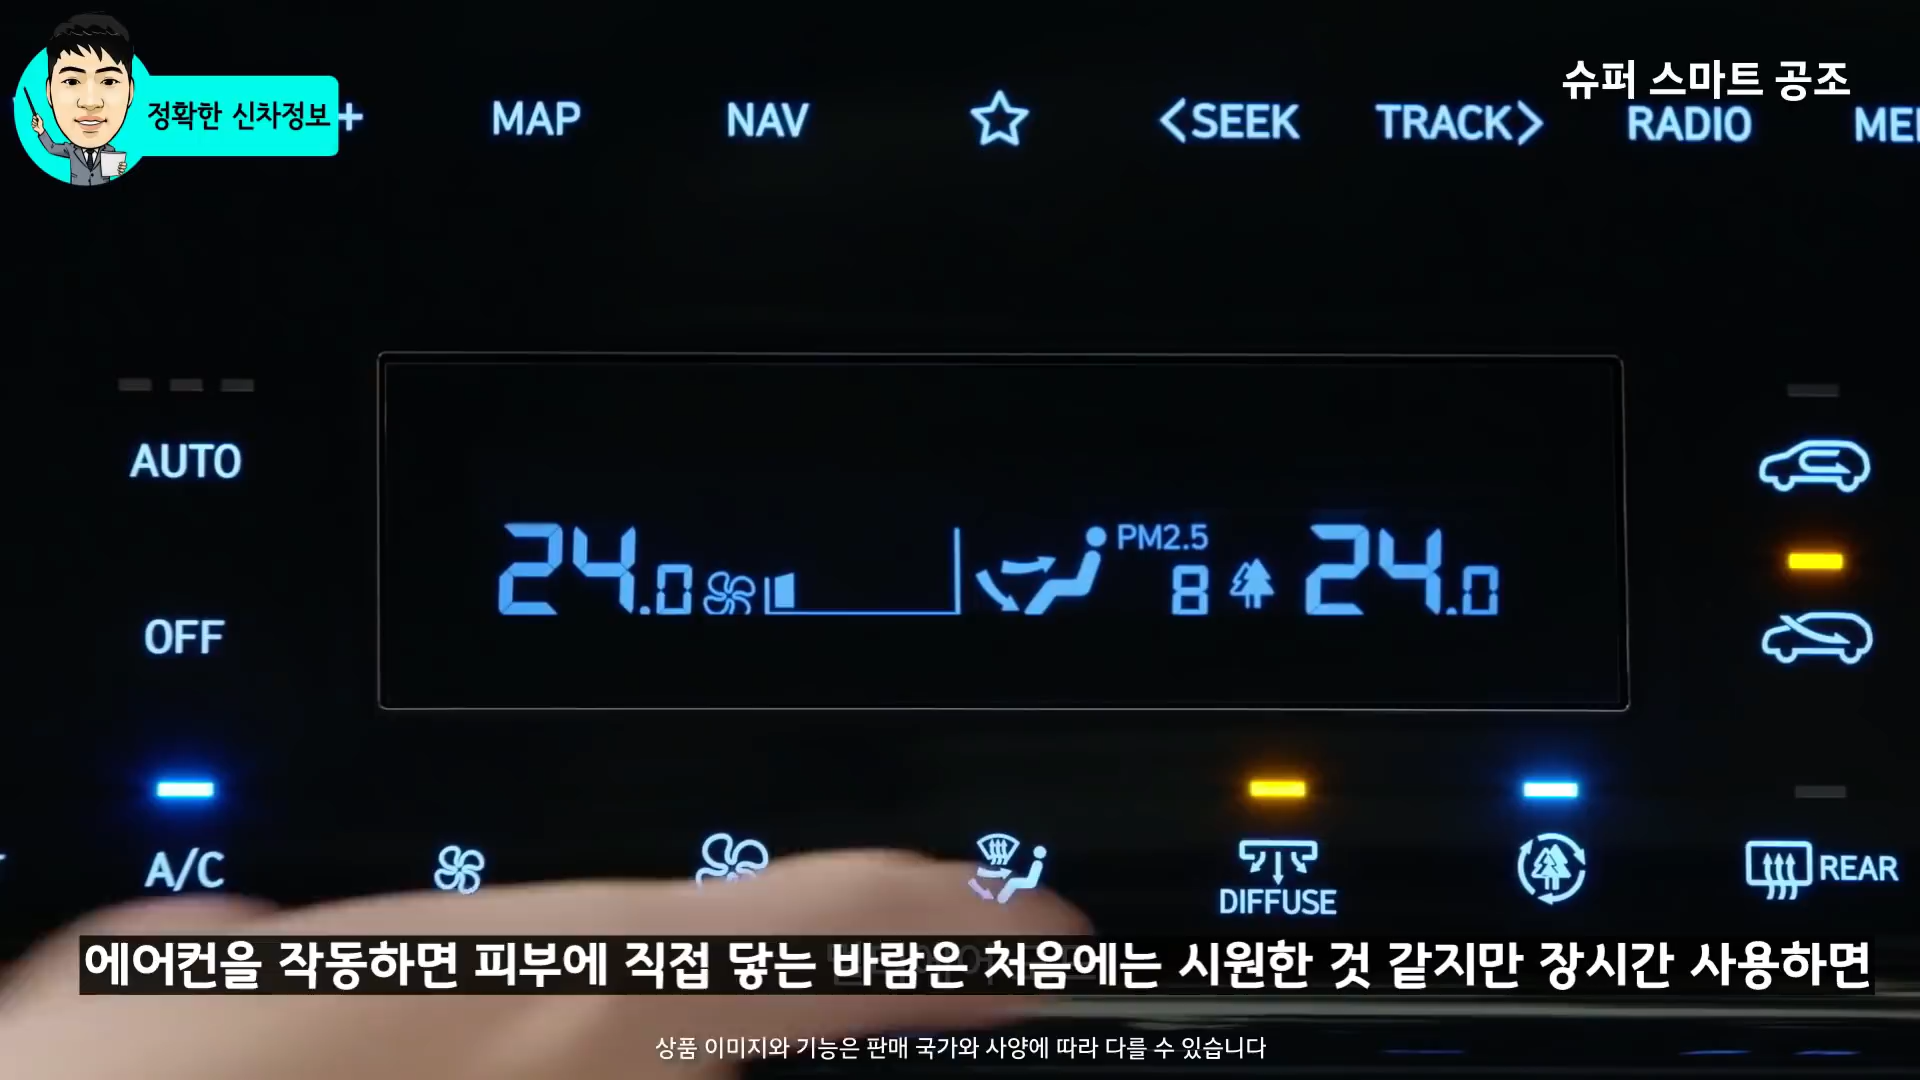 정확한 신차정보
슈퍼 스마트 공조
+
MAP
NAV
<SEEK
TRACK>
RADIO
AUTO
OFF
24.0
PM2.5
8
24.0
A/C
DIFFUSE
REAR
에어컨을 작동하면 피부에 직접 닿는 바람은 처음에는 시원한 것 같지만 장시간 사용하면
상품 이미지와 기능은 판매 국가와 사양에 따라 다를 수 있습니다